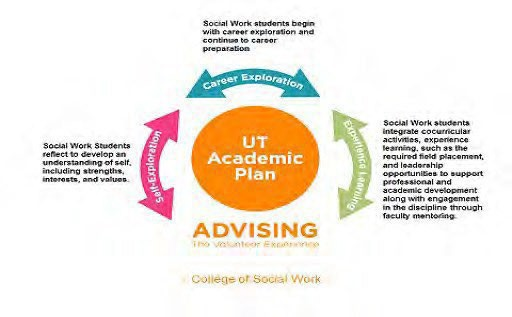 Social Work students begin
with career exploration and
continue to career
preparation
Career Exploration
Social Work Students
reflect to develop an
understanding of self,
including strengths,
interests, and values.
Self-Exploration
UT
Academic
Plan
Experience Learning
Social Work students
integrate cocurricular
activities, experience
learning, such as the
required field placement,
and leadership
opportunities to support
professional and
academic development
along with engagement
in the discipline through
faculty mentoring.
ADVISING
The Volunteer Experience
College of Social Work